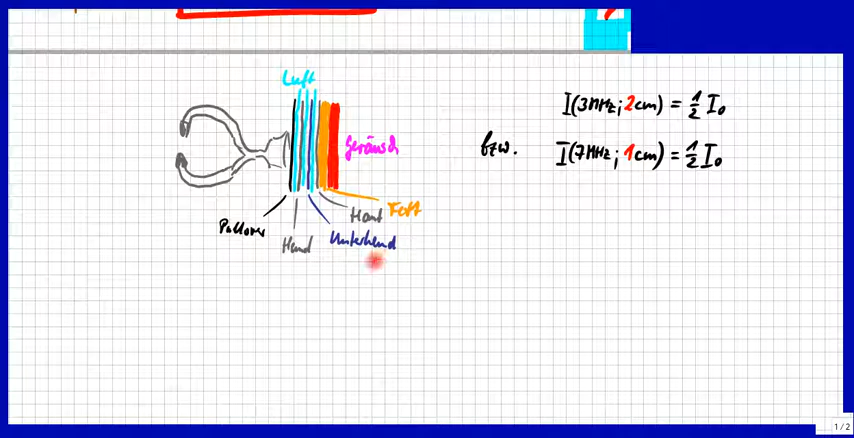 Luft
I(3MHz; 2cm) = 1/2 I₀
Geräusch
bzw. I(7MHz; 1cm) = 1/2 I₀
Haut Fett
Pullover
Hemd Unterhemd
1 / 2